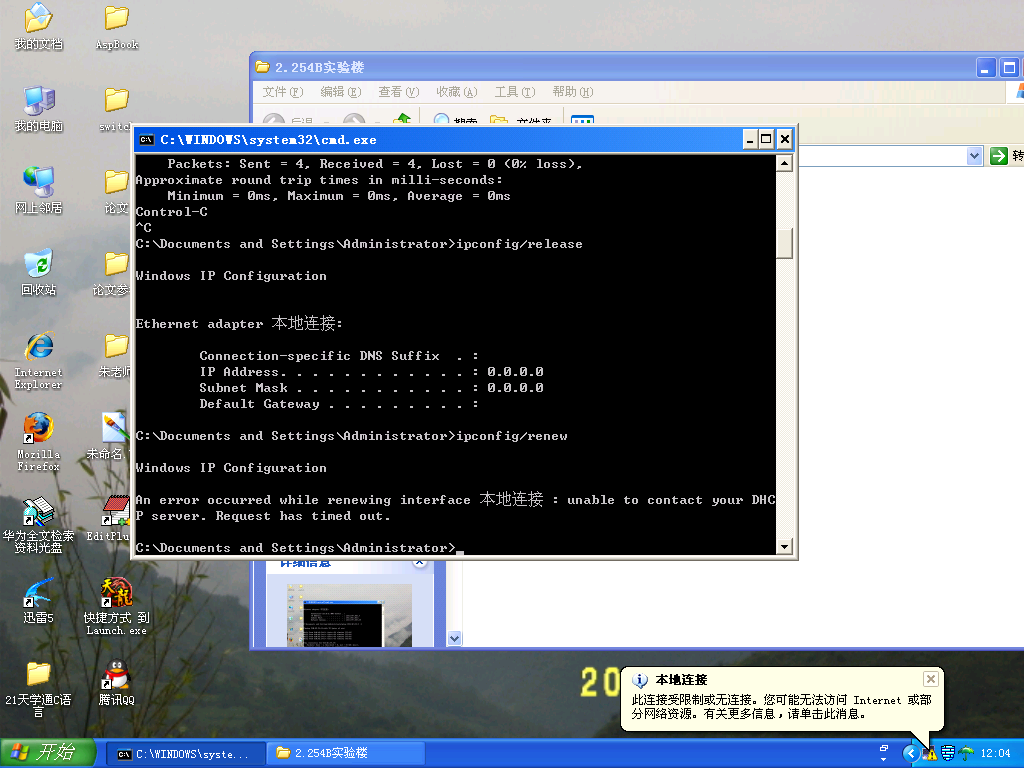 我的文档
AspBook
我的电脑
网上邻居
论文
回收站
Internet
Explorer
Mozilla
Firefox
华为全文检索
资料光盘
迅雷5
快捷方式 到
Launch.exe
21天学通C语
言
腾讯QQ
2.254B实验楼
文件(F) 编辑(E) 查看(V) 收藏(A) 工具(T) 帮助(H)
后退 搜索 文件夹
转
C:\WINDOWS\system32\cmd.exe
Packets: Sent = 4, Received = 4, Lost = 0 (0% loss),
Approximate round trip times in milli-seconds:
Minimum = 0ms, Maximum = 0ms, Average = 0ms
Control-C
^C
C:\Documents and Settings\Administrator>ipconfig/release
Windows IP Configuration
Ethernet adapter 本地连接:
Connection-specific DNS Suffix . :
IP Address. . . . . . . . . . . . : 0.0.0.0
Subnet Mask . . . . . . . . . . . : 0.0.0.0
Default Gateway . . . . . . . . . :
C:\Documents and Settings\Administrator>ipconfig/renew
Windows IP Configuration
An error occurred while renewing interface 本地连接 : unable to contact your DHC
P server. Request has timed out.
C:\Documents and Settings\Administrator>_
详细信息
20
本地连接
此连接受限制或无连接。您可能无法访问 Internet 或部
分网络资源。有关更多信息，请单击此消息。
开始
C:\WINDOWS\syste...
2.254B实验楼
12:04